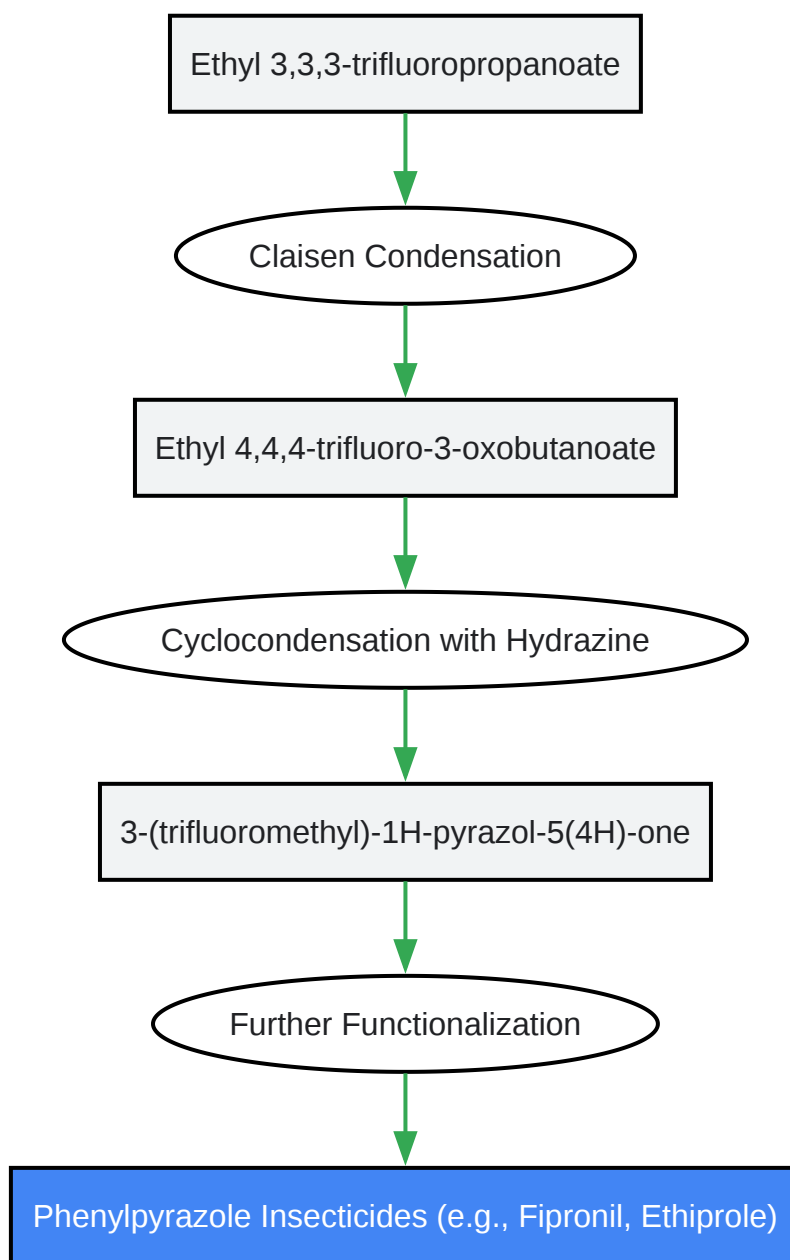 Ethyl 3,3,3-trifluoropropanoate
Claisen Condensation
Ethyl 4,4,4-trifluoro-3-oxobutanoate
Cyclocondensation with Hydrazine
3-(trifluoromethyl)-1H-pyrazol-5(4H)-one
Further Functionalization
Phenylpyrazole Insecticides (e.g., Fipronil, Ethiprole)